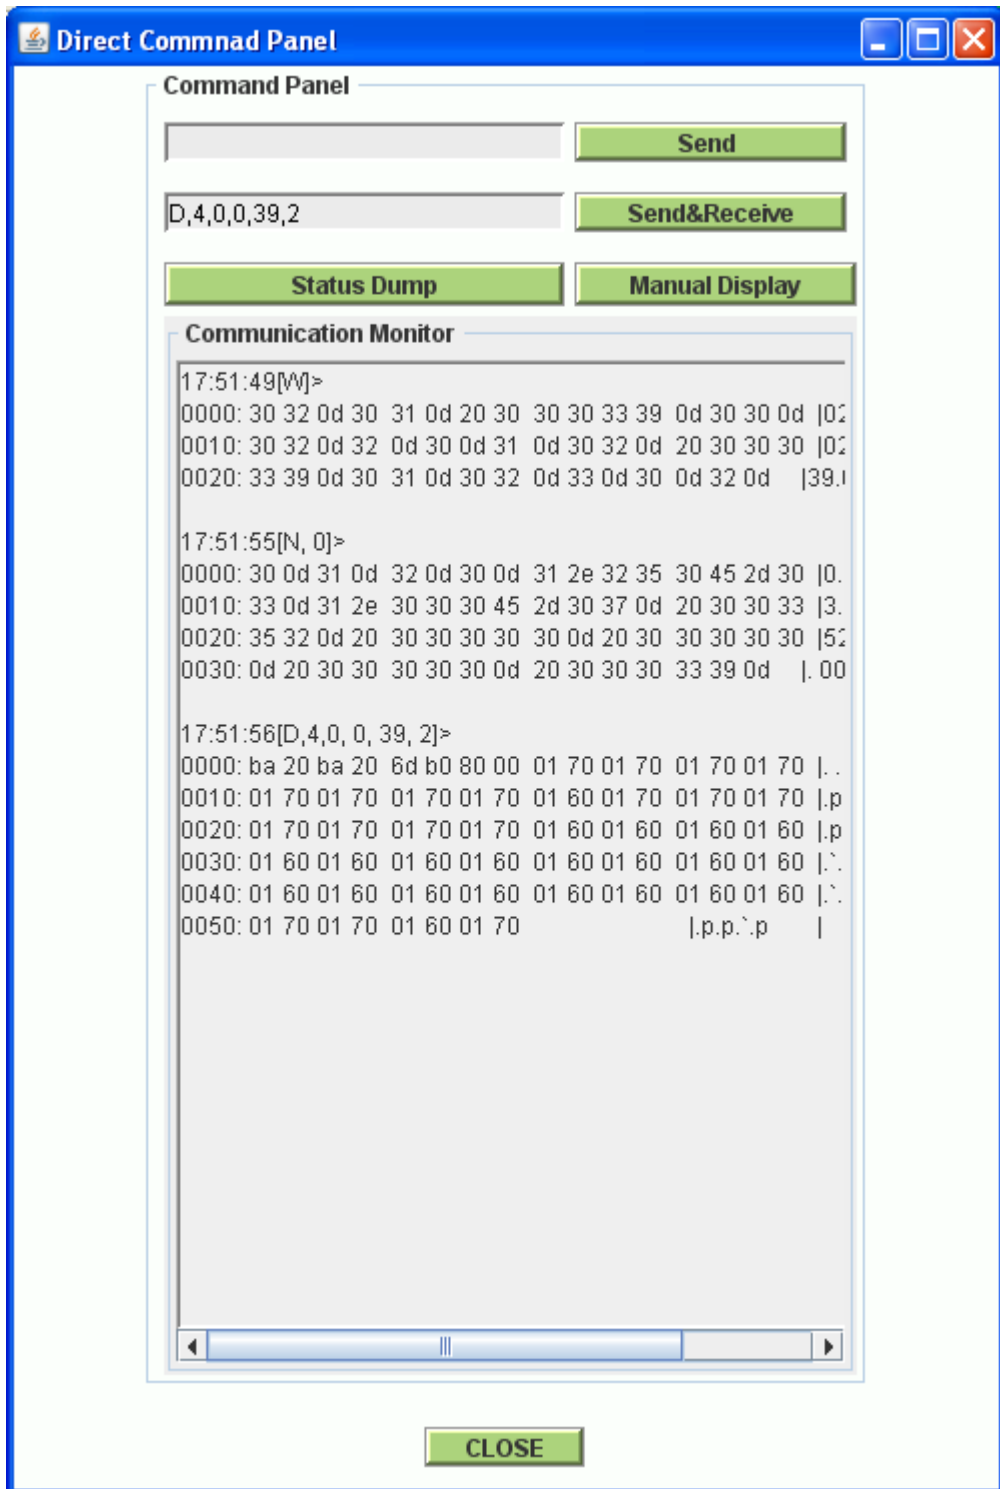 Direct Commnad Panel
Command Panel
Send
D,4,0,0,39,2
Send&Receive
Status Dump
Manual Display
Communication Monitor
17:51:49[W]>
0000: 30 32 0d 30 31 0d 20 30 30 30 33 39 0d 30 30 0d |02
0010: 30 32 0d 32 0d 30 0d 31 0d 30 32 0d 20 30 30 30 |02
0020: 33 39 0d 30 31 0d 30 32 0d 33 0d 30 0d 32 0d |39.
17:51:55[N, 0]>
0000: 30 0d 31 0d 32 0d 30 0d 31 2e 32 35 30 45 2d 30 |0.
0010: 33 0d 31 2e 30 30 30 45 2d 30 37 0d 20 30 30 33 |3.
0020: 35 32 0d 20 30 30 30 30 30 0d 20 30 30 30 30 30 |52
0030: 0d 20 30 30 30 30 30 0d 20 30 30 30 33 39 0d |. 00
17:51:56[D,4,0, 0, 39, 2]>
0000: ba 20 ba 20 6d b0 80 00 01 70 01 70 01 70 01 70 |. .
0010: 01 70 01 70 01 70 01 70 01 60 01 70 01 70 01 70 |.p
0020: 01 70 01 70 01 70 01 70 01 60 01 60 01 60 01 60 |.p
0030: 01 60 01 60 01 60 01 60 01 60 01 60 01 60 01 60 |.`.
0040: 01 60 01 60 01 60 01 60 01 60 01 60 01 60 01 60 |.`.
0050: 01 70 01 70 01 60 01 70 |.p.p.`.p |
CLOSE